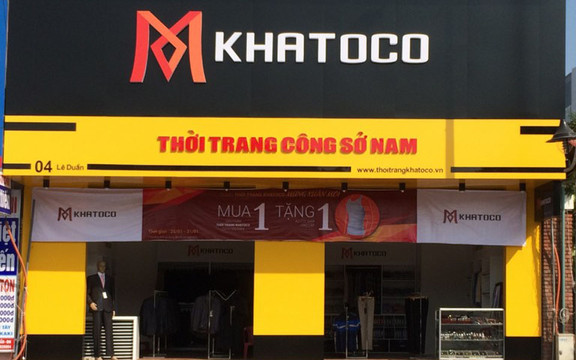 KHATOCO
THỜI TRANG CÔNG SỞ NAM
04 Lê Duẩn
www.thoitrangkhatoco.vn
KHATOCO
MUA 1 TẶNG 1
KHATOCO
KHATOCO
KHATOCO